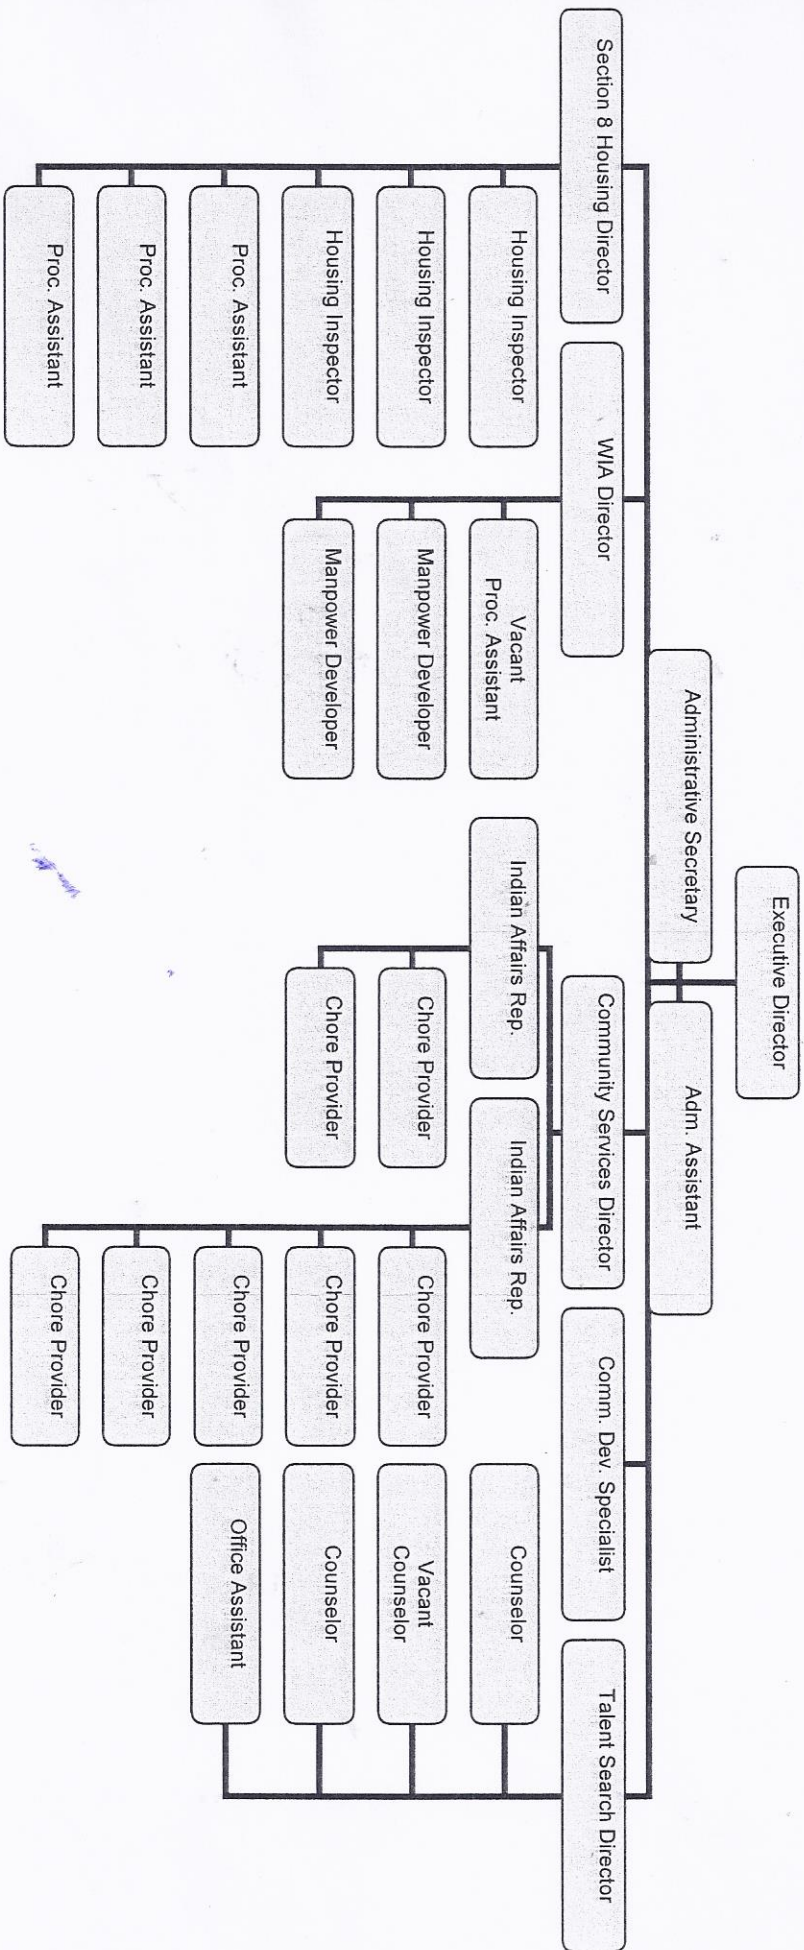 Executive Director
Administrative Secretary
Adm. Assistant
Section 8 Housing Director
WIA Director
Community Services Director
Comm. Dev. Specialist
Talent Search Director
Housing Inspector
Housing Inspector
Housing Inspector
Proc. Assistant
Proc. Assistant
Proc. Assistant
Vacant
Proc. Assistant
Manpower Developer
Manpower Developer
Indian Affairs Rep.
Chore Provider
Chore Provider
Indian Affairs Rep.
Chore Provider
Chore Provider
Chore Provider
Chore Provider
Chore Provider
Counselor
Vacant
Counselor
Counselor
Office Assistant